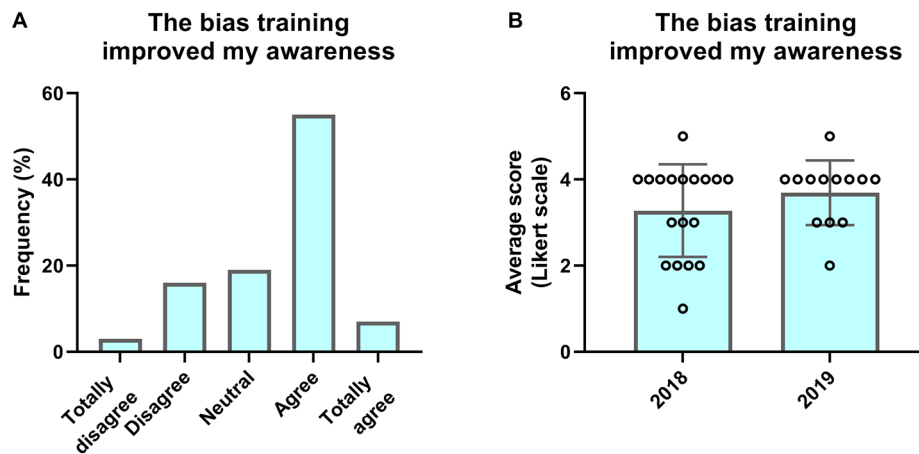 A
The bias training
improved my awareness
Frequency (%)
60
40
20
0
Totally
disagree
Disagree
Neutral
Agree
Totally
agree
B
The bias training
improved my awareness
Average score
(Likert scale)
6
4
2
0
2018
2019